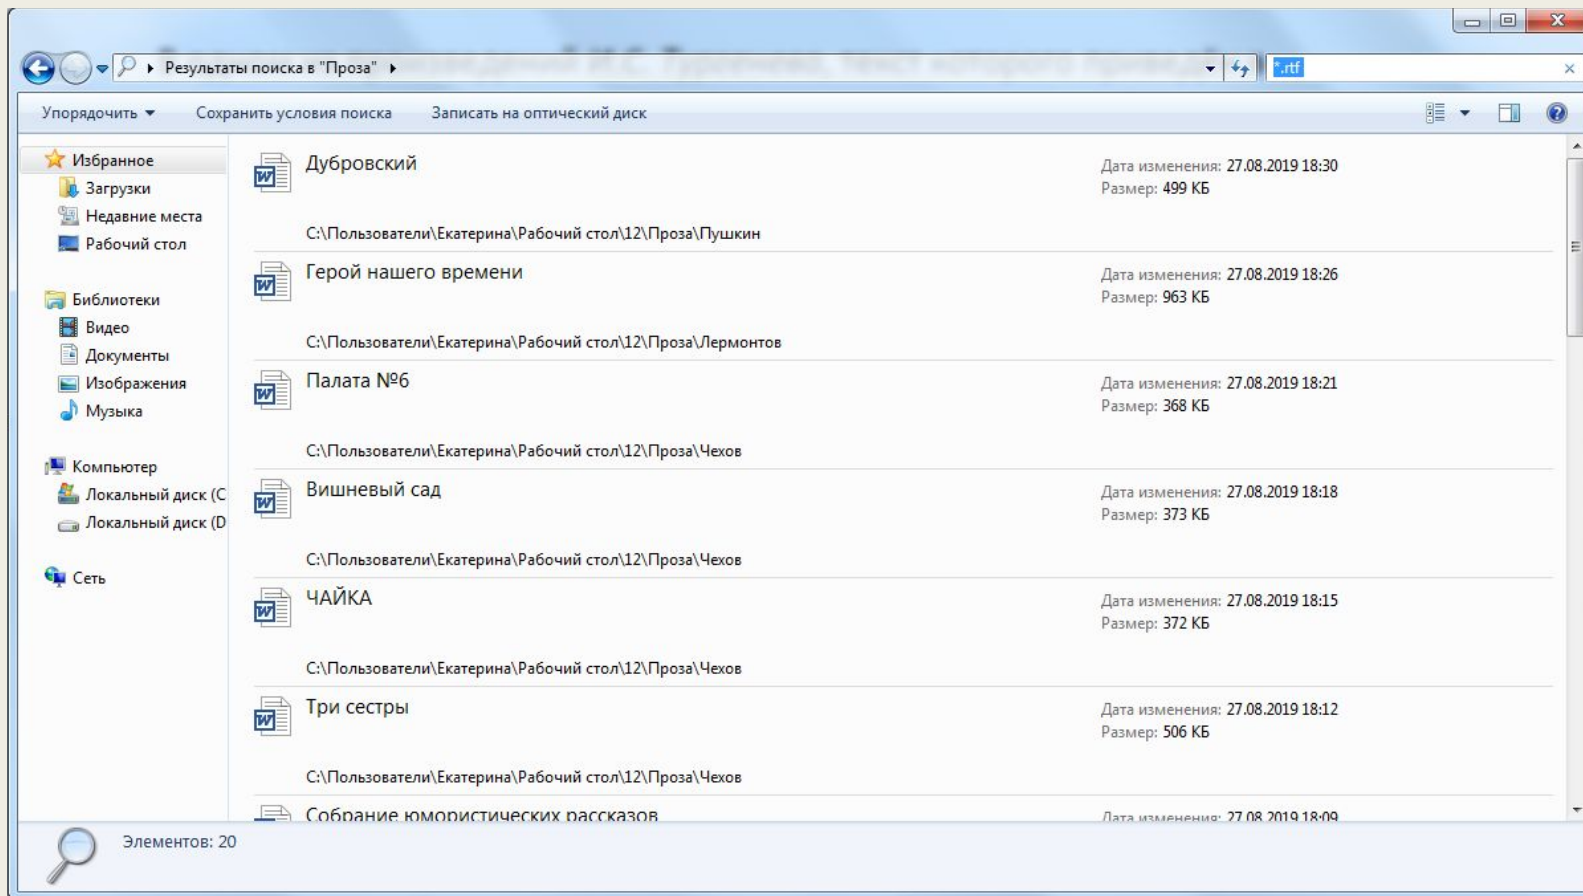 Результаты поиска в "Проза"
*.rtf
Упорядочить Сохранить условия поиска Записать на оптический диск
Избранное
Загрузки
Недавние места
Рабочий стол
Библиотеки
Видео
Документы
Изображения
Музыка
Компьютер
Локальный диск (C
Локальный диск (D
Сеть
Дубровский
Дата изменения: 27.08.2019 18:30
Размер: 499 КБ
C:\Пользователи\Екатерина\Рабочий стол\12\Проза\Пушкин
Герой нашего времени
Дата изменения: 27.08.2019 18:26
Размер: 963 КБ
C:\Пользователи\Екатерина\Рабочий стол\12\Проза\Лермонтов
Палата №6
Дата изменения: 27.08.2019 18:21
Размер: 368 КБ
C:\Пользователи\Екатерина\Рабочий стол\12\Проза\Чехов
Вишневый сад
Дата изменения: 27.08.2019 18:18
Размер: 373 КБ
C:\Пользователи\Екатерина\Рабочий стол\12\Проза\Чехов
ЧАЙКА
Дата изменения: 27.08.2019 18:15
Размер: 372 КБ
C:\Пользователи\Екатерина\Рабочий стол\12\Проза\Чехов
Три сестры
Дата изменения: 27.08.2019 18:12
Размер: 506 КБ
C:\Пользователи\Екатерина\Рабочий стол\12\Проза\Чехов
Собрание юмористических рассказов
Дата изменения: 27.08.2019 18:09
Элементов: 20